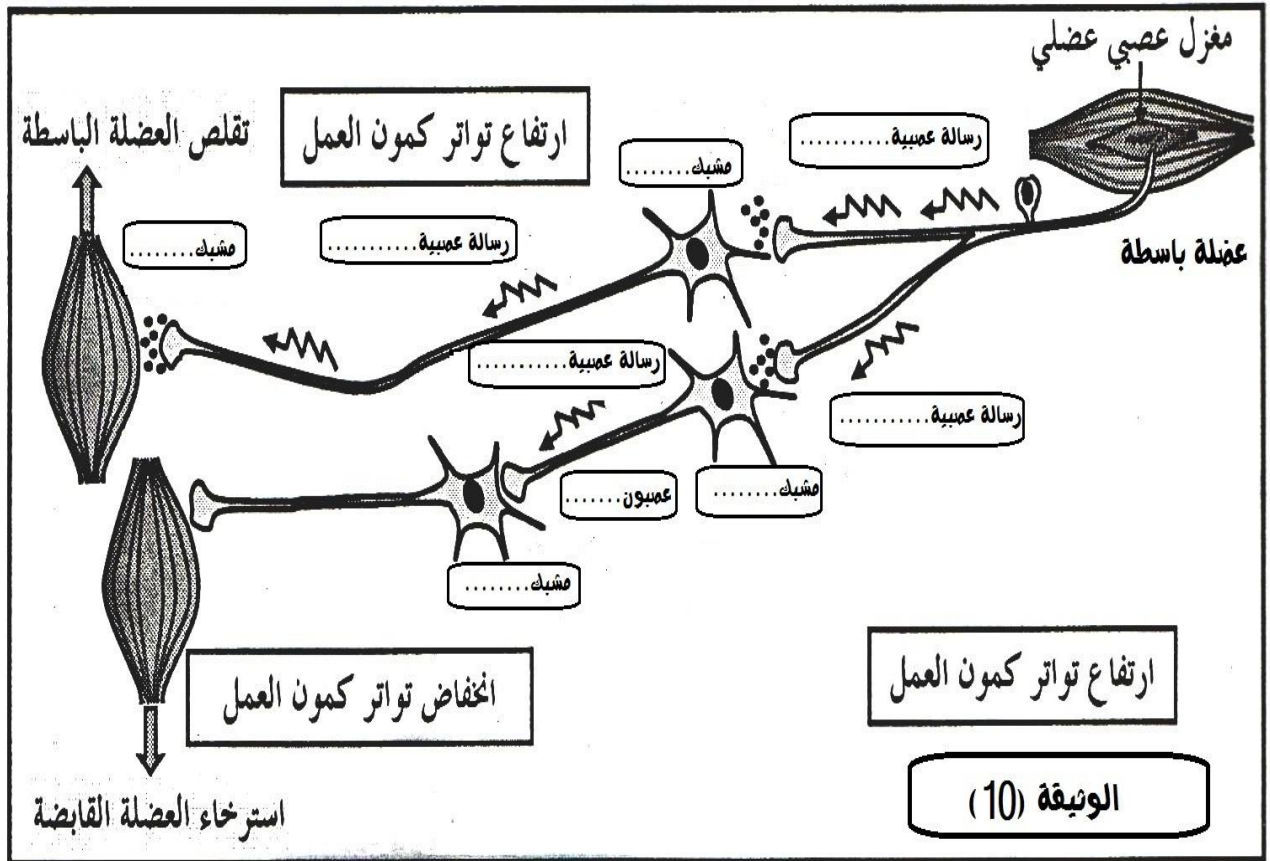 مغزل عصبي عضلي
ارتفاع تواتر كمون العمل
تقلص العضلة الباسطة
رسالة عصبية...........
مشبك........
مشبك........
رسالة عصبية...........
عضلة باسطة
رسالة عصبية...........
رسالة عصبية...........
مشبك........
عصبون.......
مشبك........
ارتفاع تواتر كمون العمل
انخفاض تواتر كمون العمل
الوثيقة (10)
استرخاء العضلة القابضة